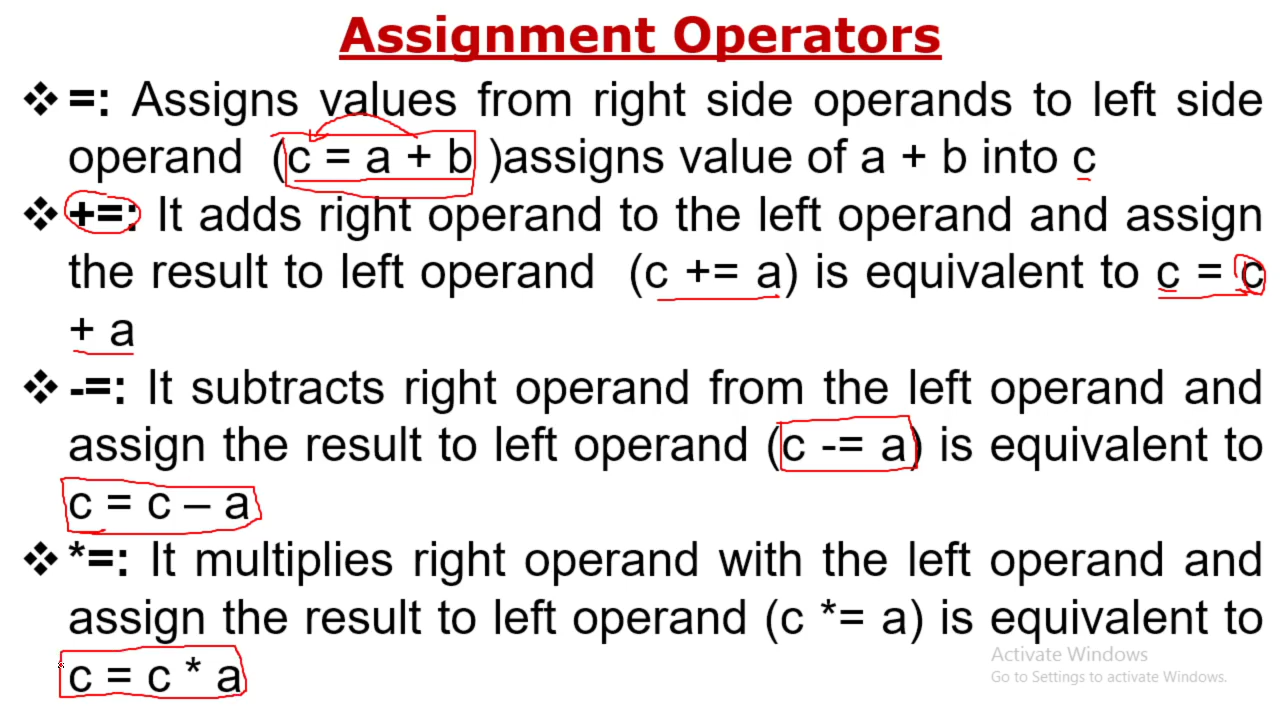 Assignment Operators
❖ =: Assigns values from right side operands to left side
operand (c = a + b )assigns value of a + b into c
❖ +=: It adds right operand to the left operand and assign
the result to left operand (c += a) is equivalent to c = c
+ a
❖ -=: It subtracts right operand from the left operand and
assign the result to left operand (c -= a) is equivalent to
c = c – a
❖ *=: It multiplies right operand with the left operand and
assign the result to left operand (c *= a) is equivalent to
c = c * a
Activate Windows
Go to Settings to activate Windows.